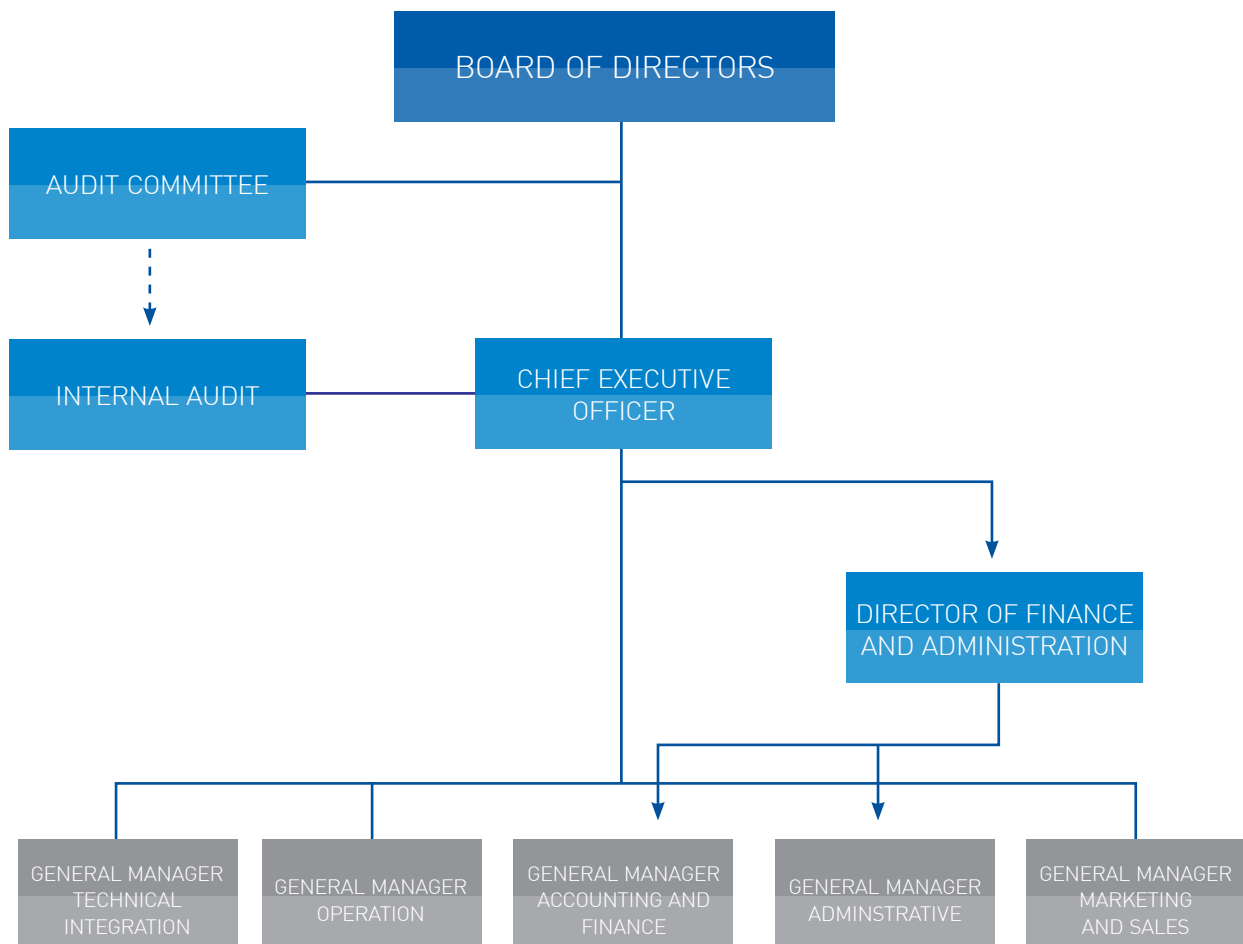 BOARD OF DIRECTORS
AUDIT COMMITTEE
INTERNAL AUDIT
CHIEF EXECUTIVE
OFFICER
DIRECTOR OF FINANCE
AND ADMINISTRATION
GENERAL MANAGER
TECHNICAL
INTEGRATION
GENERAL MANAGER
OPERATION
GENERAL MANAGER
ACCOUNTING AND
FINANCE
GENERAL MANAGER
ADMINSTRATIVE
GENERAL MANAGER
MARKETING
AND SALES